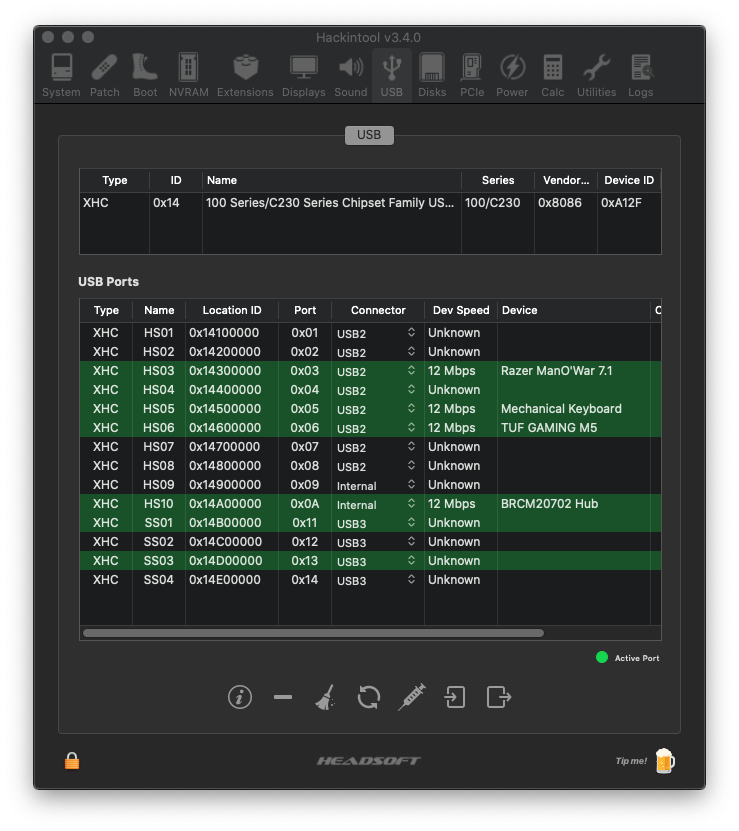 Hackintool v3.4.0
System Patch Boot NVRAM Extensions Displays Sound USB Disks PCIe Power Calc Utilities Logs
USB
Type ID Name Series Vendor... Device ID
XHC 0x14 100 Series/C230 Series Chipset Family US... 100/C230 0x8086 0xA12F
USB Ports
Type Name Location ID Port Connector Dev Speed Device C
XHC HS01 0x14100000 0x01 USB2 Unknown
XHC HS02 0x14200000 0x02 USB2 Unknown
XHC HS03 0x14300000 0x03 USB2 12 Mbps Razer ManO'War 7.1
XHC HS04 0x14400000 0x04 USB2 Unknown
XHC HS05 0x14500000 0x05 USB2 12 Mbps Mechanical Keyboard
XHC HS06 0x14600000 0x06 USB2 12 Mbps TUF GAMING M5
XHC HS07 0x14700000 0x07 USB2 Unknown
XHC HS08 0x14800000 0x08 USB2 Unknown
XHC HS09 0x14900000 0x09 Internal Unknown
XHC HS10 0x14A00000 0x0A Internal 12 Mbps BRCM20702 Hub
XHC SS01 0x14B00000 0x11 USB3 Unknown
XHC SS02 0x14C00000 0x12 USB3 Unknown
XHC SS03 0x14D00000 0x13 USB3 Unknown
XHC SS04 0x14E00000 0x14 USB3 Unknown
Active Port
HEADSOFT
Tip me!